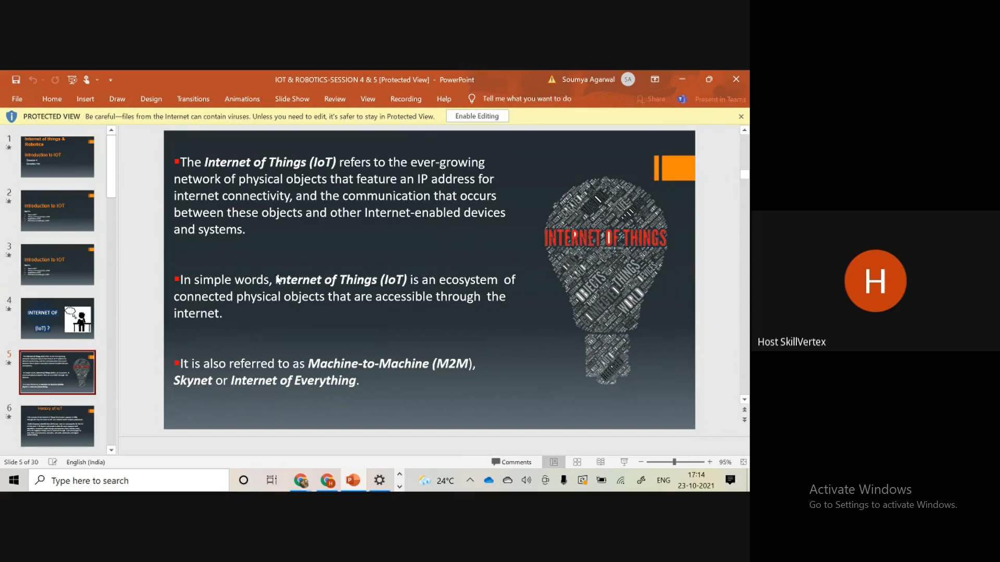 IOT & ROBOTICS-SESSION 4 & 5 [Protected View] - PowerPoint
Soumya Agarwal
SA
File Home Insert Draw Design Transitions Animations Slide Show Review View Recording Help Tell me what you want to do Share Present in Teams
PROTECTED VIEW Be careful—files from the Internet can contain viruses. Unless you need to edit, it's safer to stay in Protected View. Enable Editing
1
Internet of things &
Robotics
Introduction to IOT
2
Introduction to IOT
3
Introduction to IOT
4
INTERNET OF
(IoT) ?
5
6
History of IoT
The Internet of Things (IoT) refers to the ever-growing
network of physical objects that feature an IP address for
internet connectivity, and the communication that occurs
between these objects and other Internet-enabled devices
and systems.
In simple words, Internet of Things (IoT) is an ecosystem of
connected physical objects that are accessible through the
internet.
It is also referred to as Machine-to-Machine (M2M),
Skynet or Internet of Everything.
INTERNET OF THINGS
OBJECTS
THINGS
WORLD
H
Host SkillVertex
Slide 5 of 30 English (India) Comments 95%
Type here to search
24°C
ENG
17:14
23-10-2021
Activate Windows
Go to Settings to activate Windows.